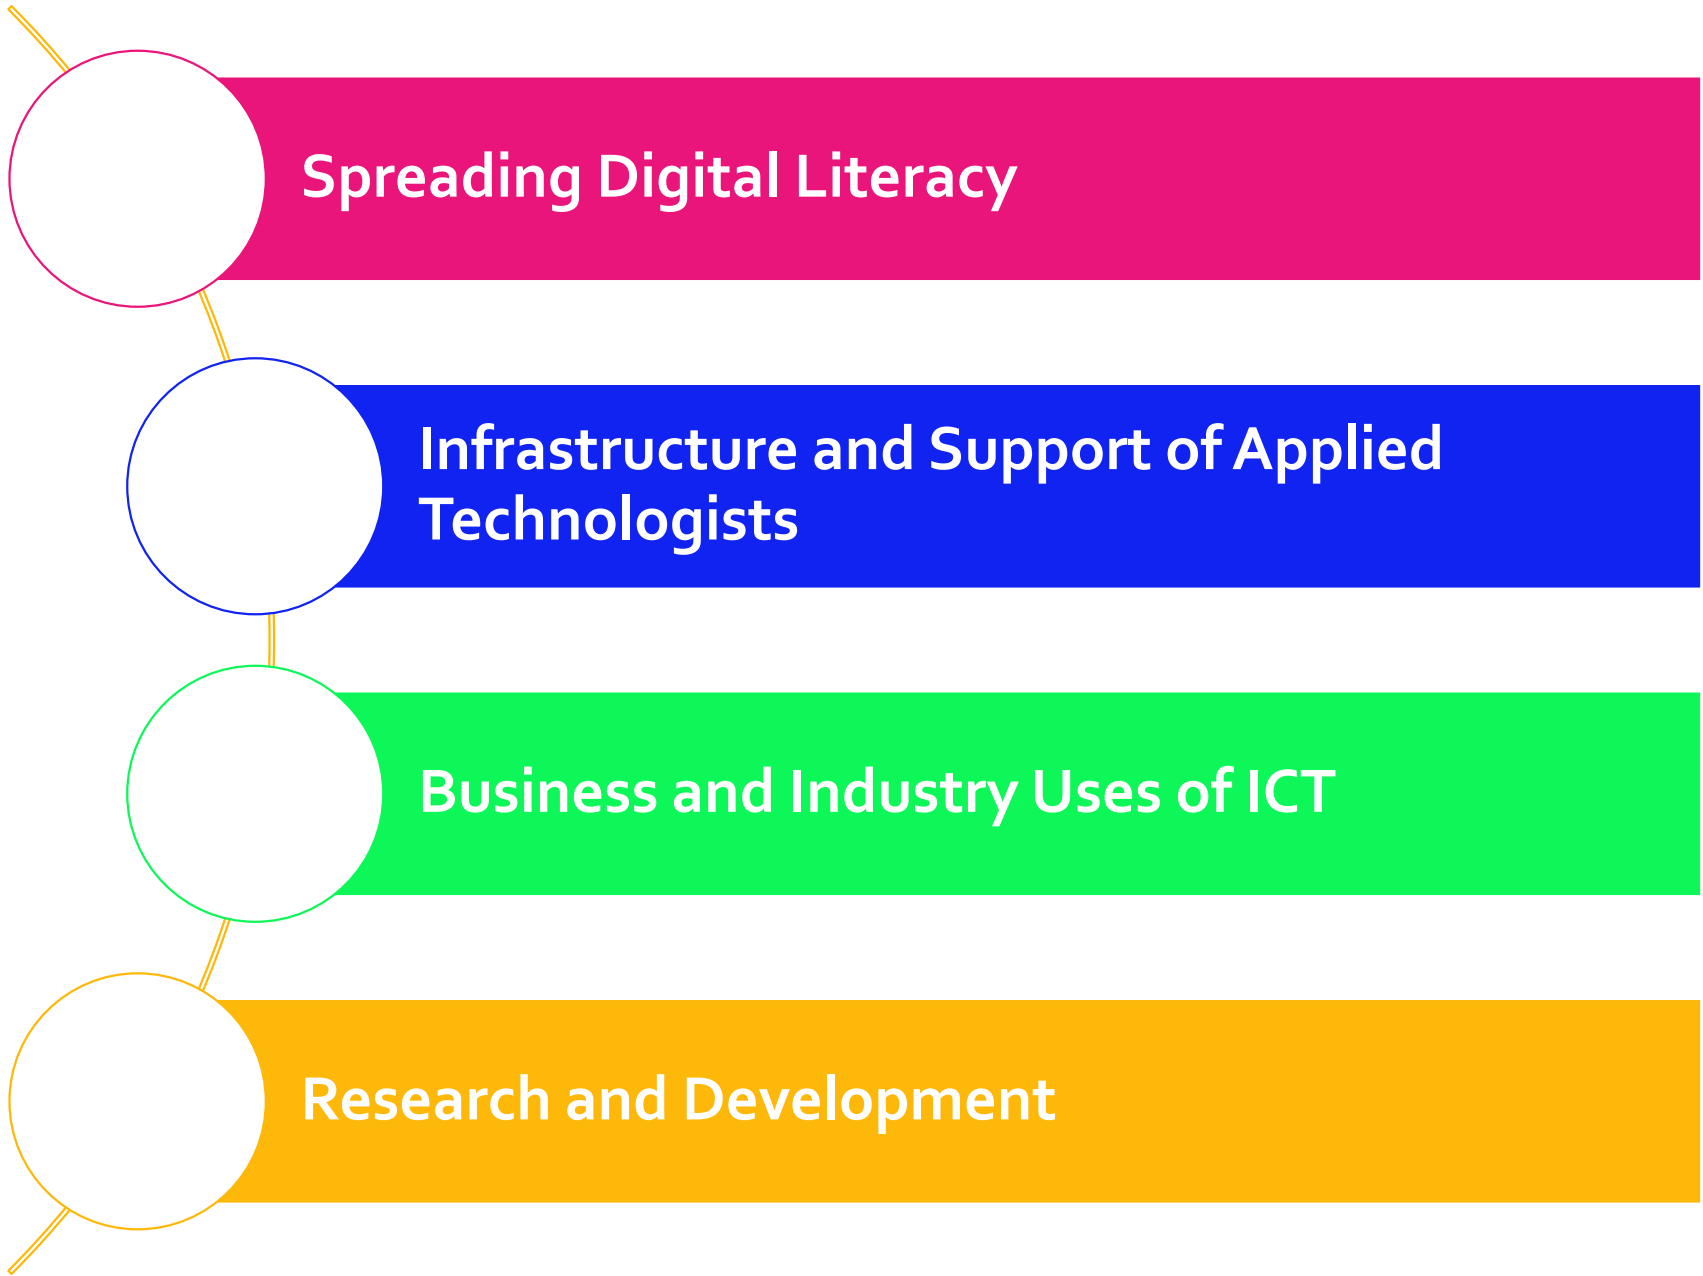 Spreading Digital Literacy
Infrastructure and Support of Applied
Technologists
Business and Industry Uses of ICT
Research and Development